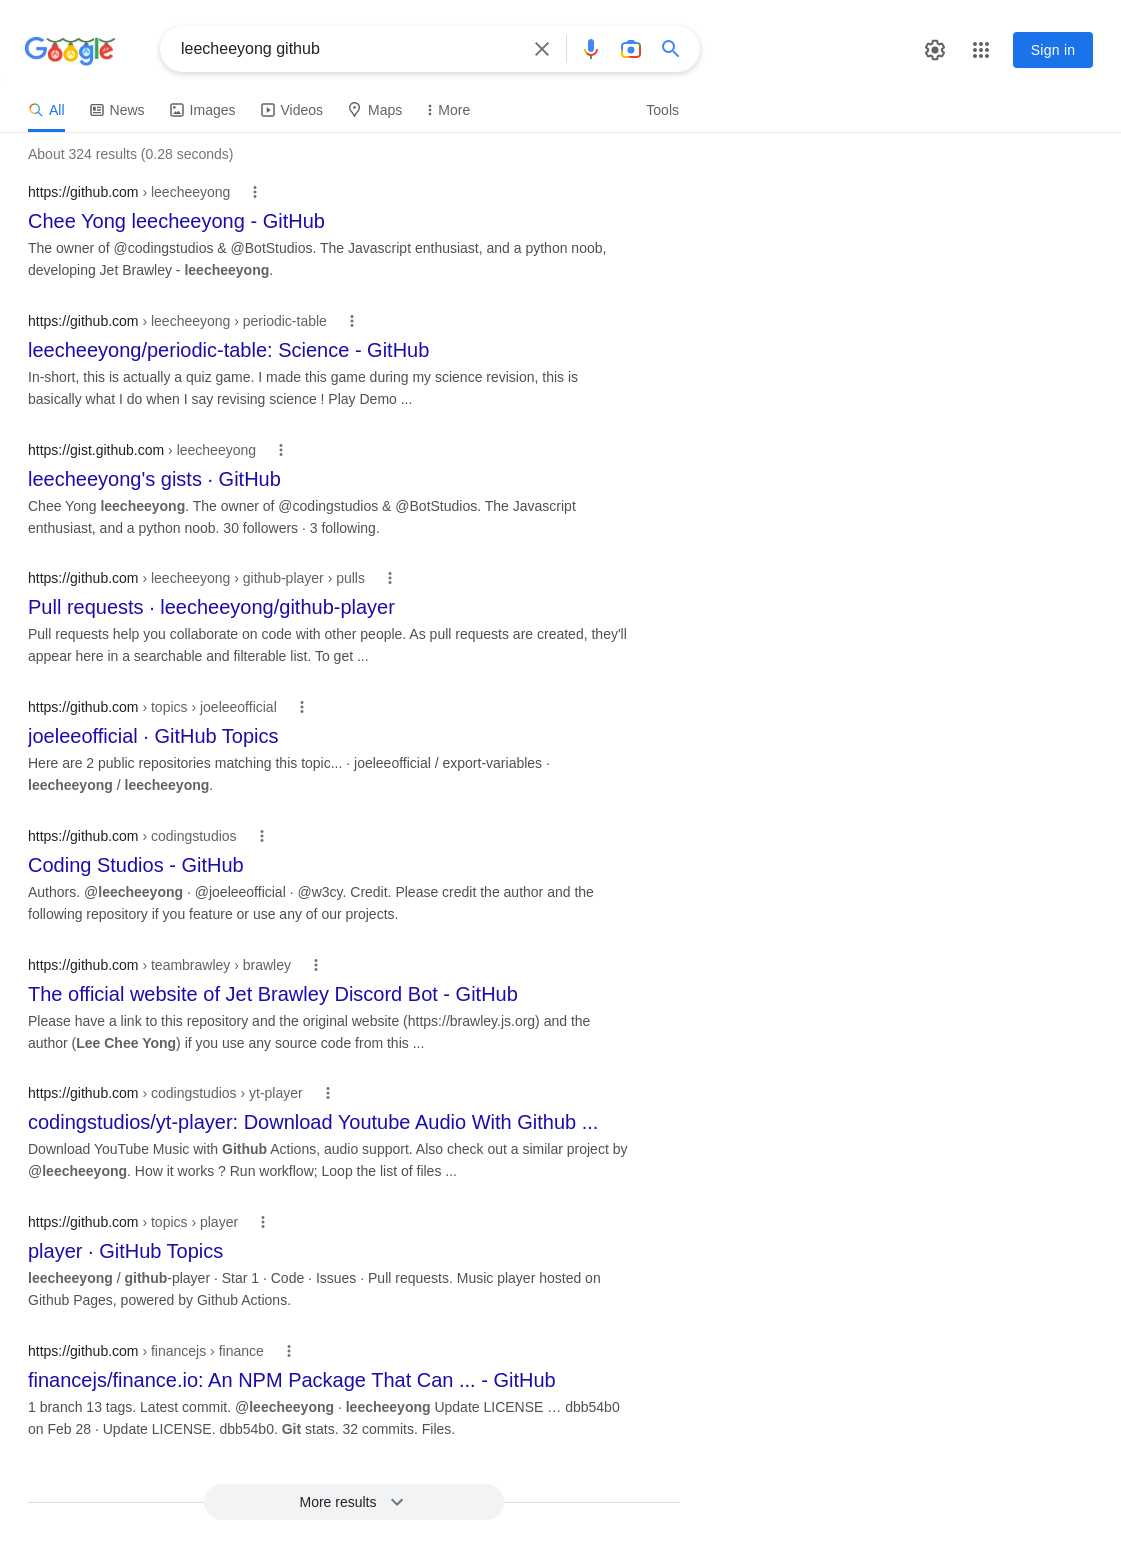 Google
leecheeyong github
Sign in
All News Images Videos Maps More Tools
About 324 results (0.28 seconds)
https://github.com › leecheeyong
Chee Yong leecheeyong - GitHub
The owner of @codingstudios & @BotStudios. The Javascript enthusiast, and a python noob,
developing Jet Brawley - leecheeyong.
https://github.com › leecheeyong › periodic-table
leecheeyong/periodic-table: Science - GitHub
In-short, this is actually a quiz game. I made this game during my science revision, this is
basically what I do when I say revising science ! Play Demo ...
https://gist.github.com › leecheeyong
leecheeyong's gists · GitHub
Chee Yong leecheeyong. The owner of @codingstudios & @BotStudios. The Javascript
enthusiast, and a python noob. 30 followers · 3 following.
https://github.com › leecheeyong › github-player › pulls
Pull requests · leecheeyong/github-player
Pull requests help you collaborate on code with other people. As pull requests are created, they'll
appear here in a searchable and filterable list. To get ...
https://github.com › topics › joeleeofficial
joeleeofficial · GitHub Topics
Here are 2 public repositories matching this topic... · joeleeofficial / export-variables ·
leecheeyong / leecheeyong.
https://github.com › codingstudios
Coding Studios - GitHub
Authors. @leecheeyong · @joeleeofficial · @w3cy. Credit. Please credit the author and the
following repository if you feature or use any of our projects.
https://github.com › teambrawley › brawley
The official website of Jet Brawley Discord Bot - GitHub
Please have a link to this repository and the original website (https://brawley.js.org) and the
author (Lee Chee Yong) if you use any source code from this ...
https://github.com › codingstudios › yt-player
codingstudios/yt-player: Download Youtube Audio With Github ...
Download YouTube Music with Github Actions, audio support. Also check out a similar project by
@leecheeyong. How it works ? Run workflow; Loop the list of files ...
https://github.com › topics › player
player · GitHub Topics
leecheeyong / github-player · Star 1 · Code · Issues · Pull requests. Music player hosted on
Github Pages, powered by Github Actions.
https://github.com › financejs › finance
financejs/finance.io: An NPM Package That Can ... - GitHub
1 branch 13 tags. Latest commit. @leecheeyong · leecheeyong Update LICENSE … dbb54b0
on Feb 28 · Update LICENSE. dbb54b0. Git stats. 32 commits. Files.
More results